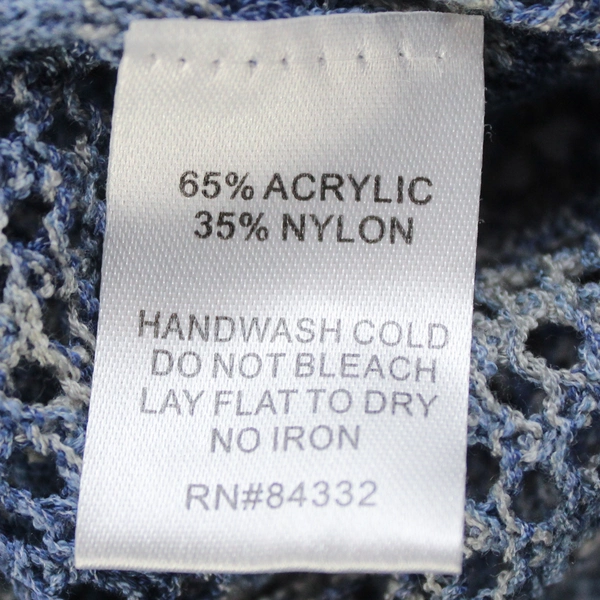 65% ACRYLIC
35% NYLON
HANDWASH COLD
DO NOT BLEACH
LAY FLAT TO DRY
NO IRON
RN#84332